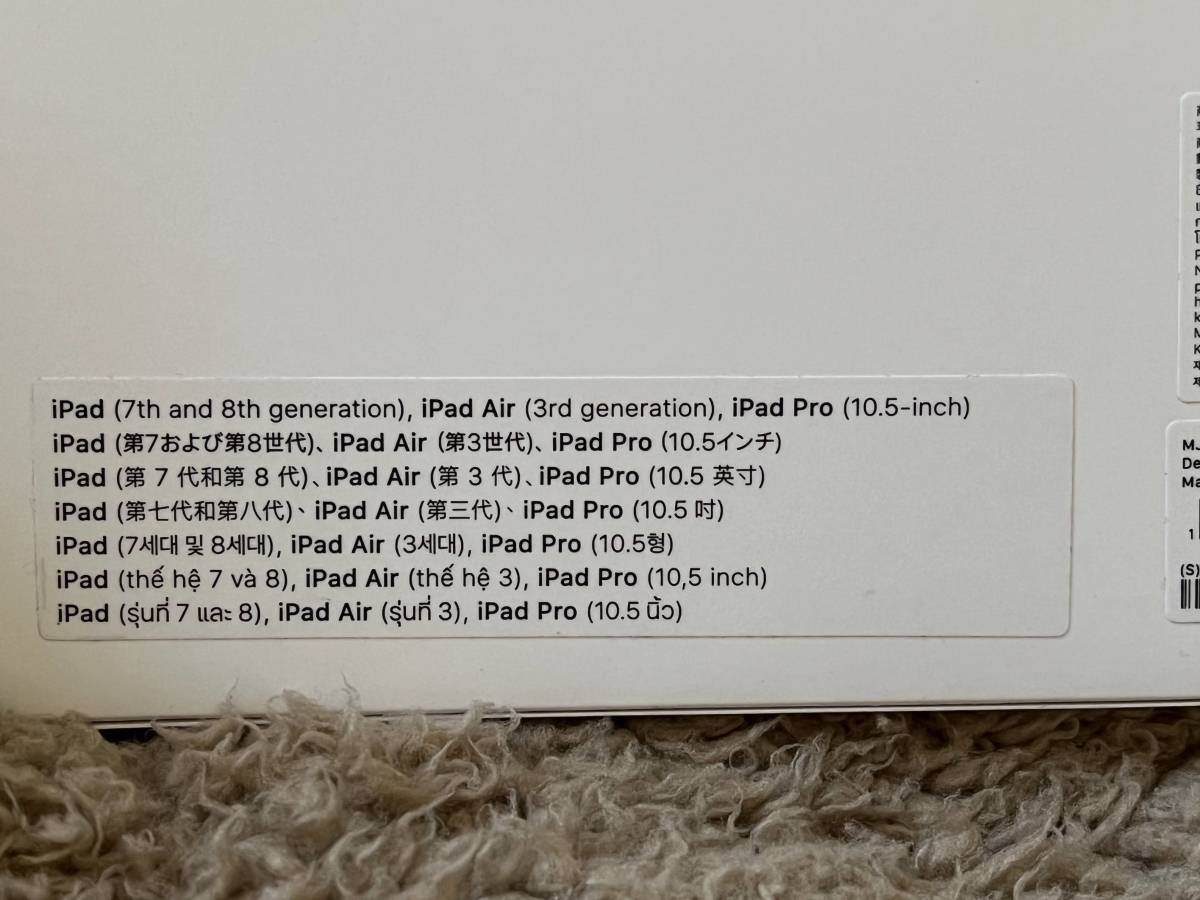 iPad (7th and 8th generation), iPad Air (3rd generation), iPad Pro (10.5-inch)
iPad (第7および第8世代)、iPad Air (第3世代)、iPad Pro (10.5インチ)
iPad (第 7 代和第 8 代)、iPad Air (第 3 代)、iPad Pro (10.5 英寸)
iPad (第七代和第八代)、iPad Air (第三代)、iPad Pro (10.5 吋)
iPad (7세대 및 8세대), iPad Air (3세대), iPad Pro (10.5형)
iPad (thế hệ 7 và 8), iPad Air (thế hệ 3), iPad Pro (10,5 inch)
iPad (รุ่นที่ 7 และ 8), iPad Air (รุ่นที่ 3), iPad Pro (10.5 นิ้ว)
(S)